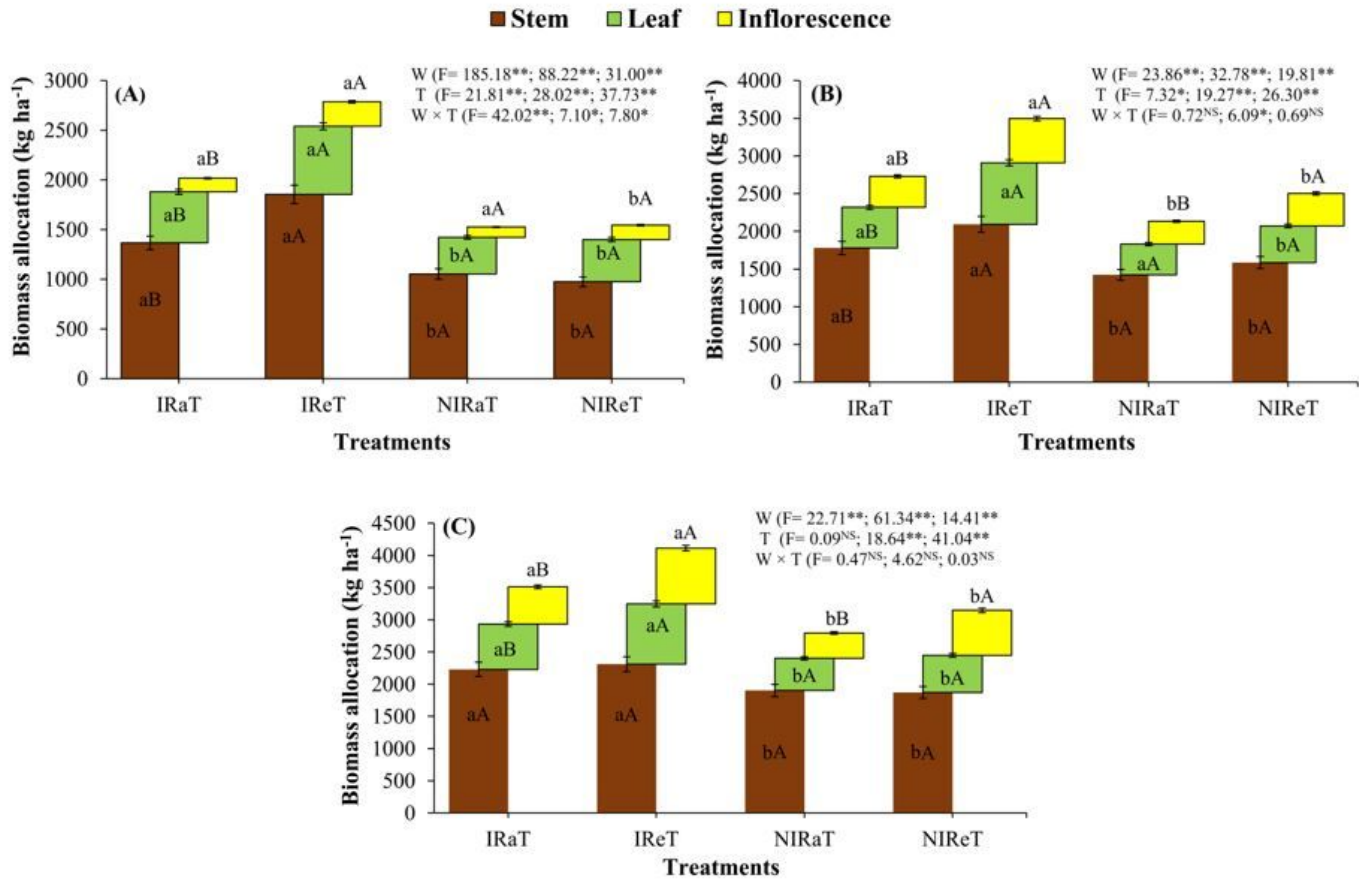 Stem Leaf Inflorescence
(A)
W (F= 185.18**; 88.22**; 31.00**
T (F= 21.81**; 28.02**; 37.73**
W × T (F= 42.02**; 7.10*; 7.80*
Biomass allocation (kg ha⁻¹)
3000
2500
2000
1500
1000
500
0
aB
aB
aB
aA
aA
aA
aA
bA
bA
bA
bA
bA
IRaT IReT NIRaT NIReT
Treatments
(B)
W (F= 23.86**; 32.78**; 19.81**
T (F= 7.32*; 19.27**; 26.30**
W × T (F= 0.72ᴺˢ; 6.09*; 0.69ᴺˢ
Biomass allocation (kg ha⁻¹)
4000
3500
3000
2500
2000
1500
1000
500
0
aB
aB
aB
aA
aA
aA
bB
aA
bA
bA
bA
bA
IRaT IReT NIRaT NIReT
Treatments
(C)
W (F= 22.71**; 61.34**; 14.41**
T (F= 0.09ᴺˢ; 18.64**; 41.04**
W × T (F= 0.47ᴺˢ; 4.62ᴺˢ; 0.03ᴺˢ
Biomass allocation (kg ha⁻¹)
4500
4000
3500
3000
2500
2000
1500
1000
500
0
aB
aB
aA
aA
aA
aA
bB
bA
bA
bA
bA
bA
IRaT IReT NIRaT NIReT
Treatments